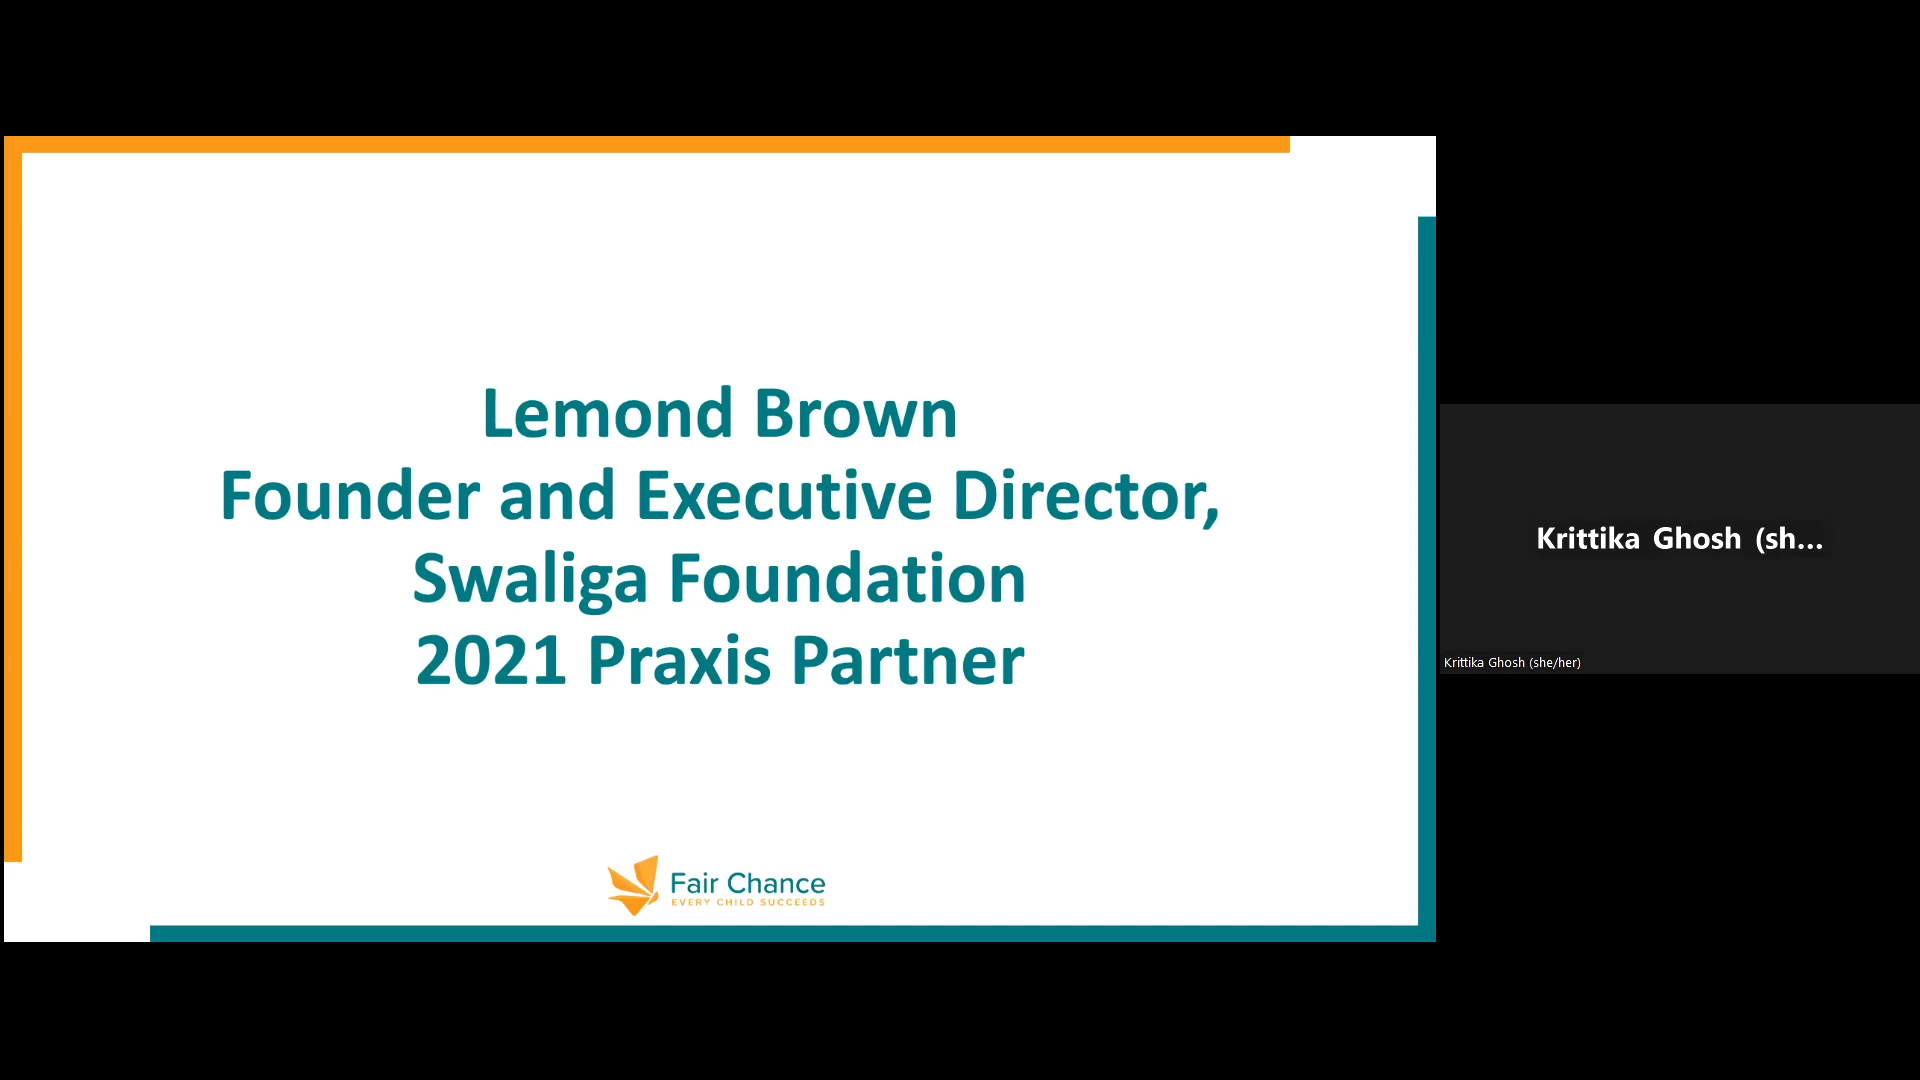 Lemond Brown
Founder and Executive Director,
Swaliga Foundation
2021 Praxis Partner
Fair Chance
EVERY CHILD SUCCEEDS
Krittika Ghosh (sh...
Krittika Ghosh (she/her)